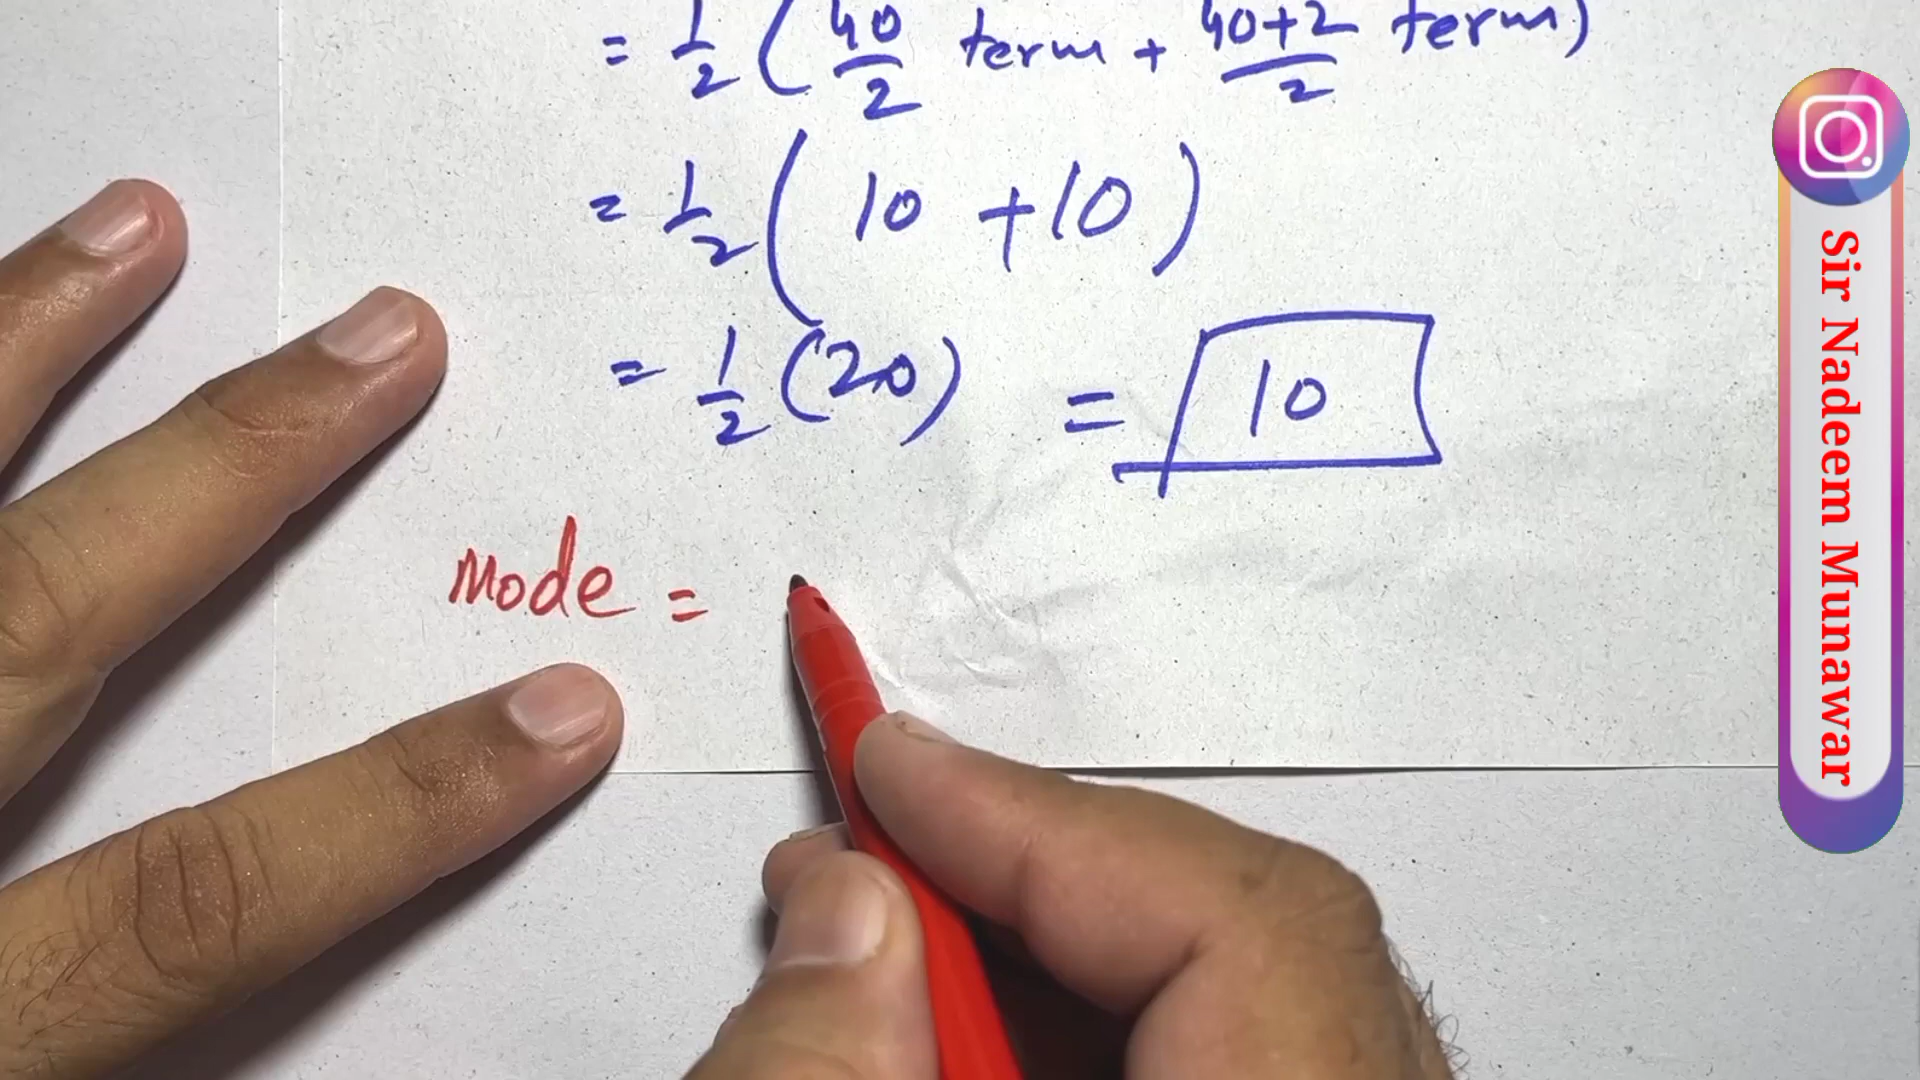 = 1/2 ( 40/2 term + 40+2/2 term )
= 1/2 ( 10 + 10 )
= 1/2 (20) = 10
Mode =
Sir Nadeem Munawar